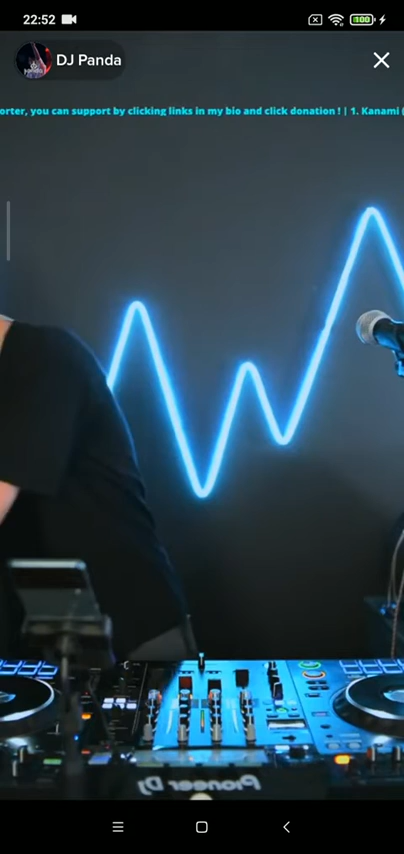 22:52
100
DJ Panda
orter, you can support by clicking links in my bio and click donation ! | 1. Kanami (
Pioneer Dj